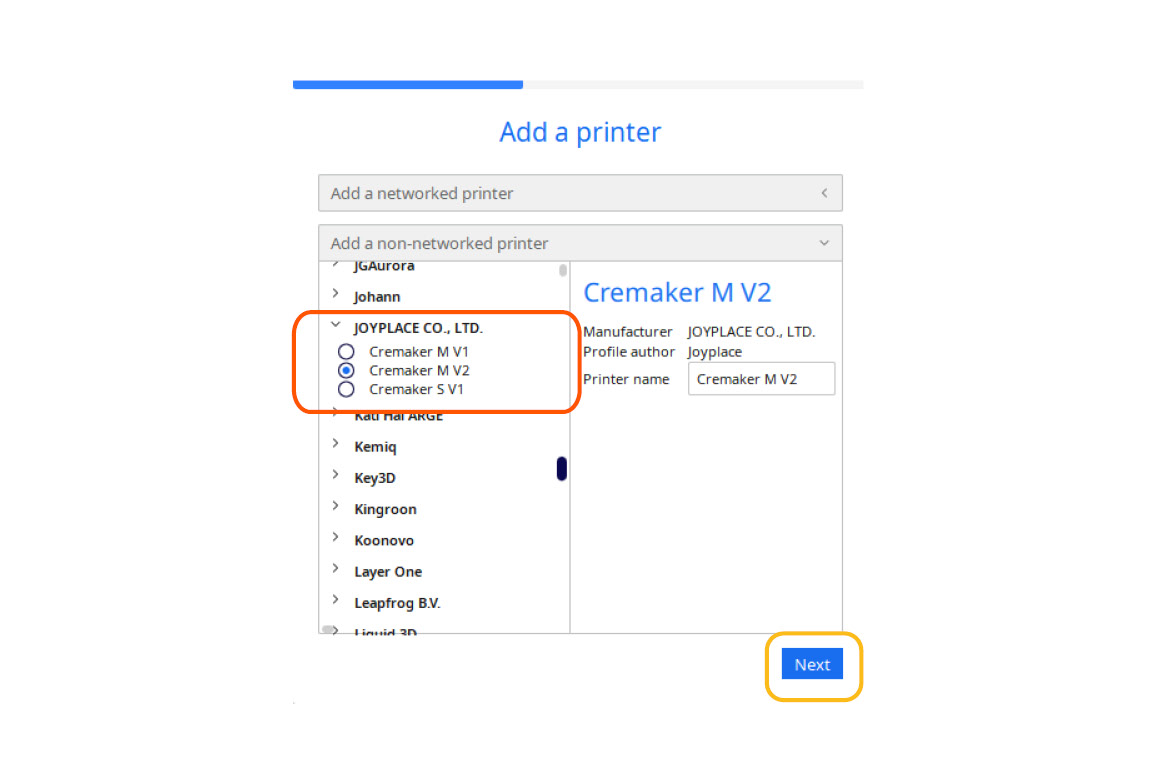 Add a printer
Add a networked printer
Add a non-networked printer
JGAurora
Johann
JOYPLACE CO., LTD.
Cremaker M V1
Cremaker M V2
Cremaker S V1
Kati Hal ARGE
Kemiq
Key3D
Kingroon
Koonovo
Layer One
Leapfrog B.V.
Liquid 3D
Cremaker M V2
Manufacturer JOYPLACE CO., LTD.
Profile author Joyplace
Printer name Cremaker M V2
Next